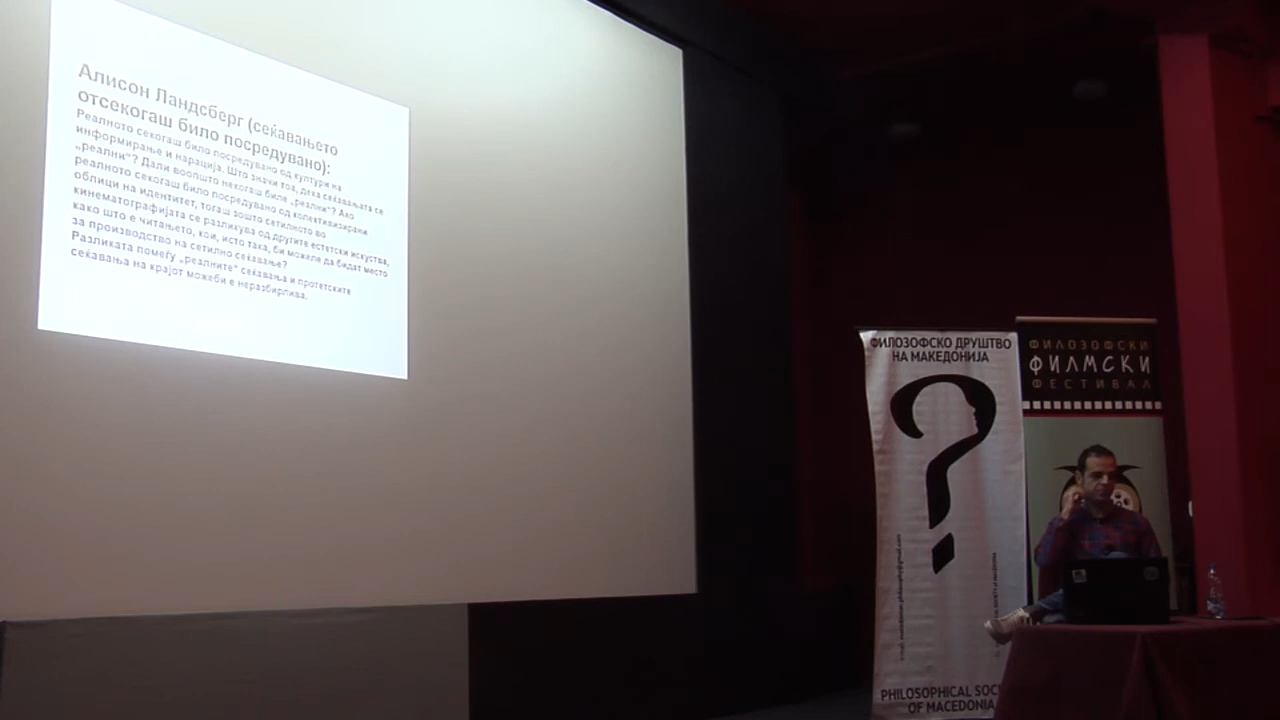 Алисон Ландсберг (сеќавањето
отсекогаш било посредувано):
Реалното секогаш било посредувано од култури на
информирање и нарација. Што значи тоа, дека сеќавањата се
„реални“? Дали воопшто некогаш биле „реални“? Ако
реалното секогаш било посредувано од колективизирани
облици на идентитет, тогаш зошто сетилното во
кинематографијата се разликува од другите естетски искуства,
како што е читањето, кои, исто така, би можеле да бидат место
за производство на сетилно сеќавање?
Разликата помеѓу „реалните“ сеќавања и протетските
сеќавања на крајот можеби е неразбирлива.
ФИЛОЗОФСКО ДРУШТВО
НА МАКЕДОНИЈА
PHILOSOPHICAL SOCI
OF MACEDONIA
ФИЛОЗОФСКИ
ФИЛМСКИ
ФЕСТИВАЛ